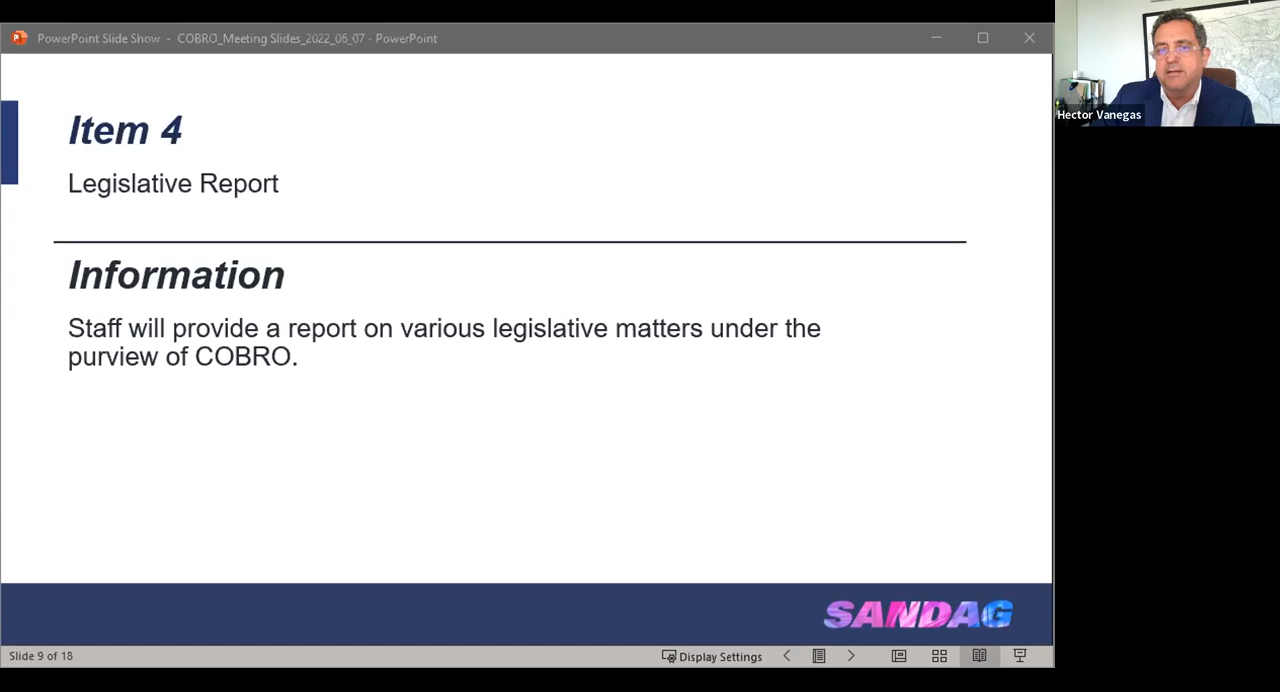 PowerPoint Slide Show - COBRO_Meeting Slides_2022_06_07 - PowerPoint
Hector Vanegas
Item 4
Legislative Report
Information
Staff will provide a report on various legislative matters under the
purview of COBRO.
SANDAG
Slide 9 of 18
Display Settings